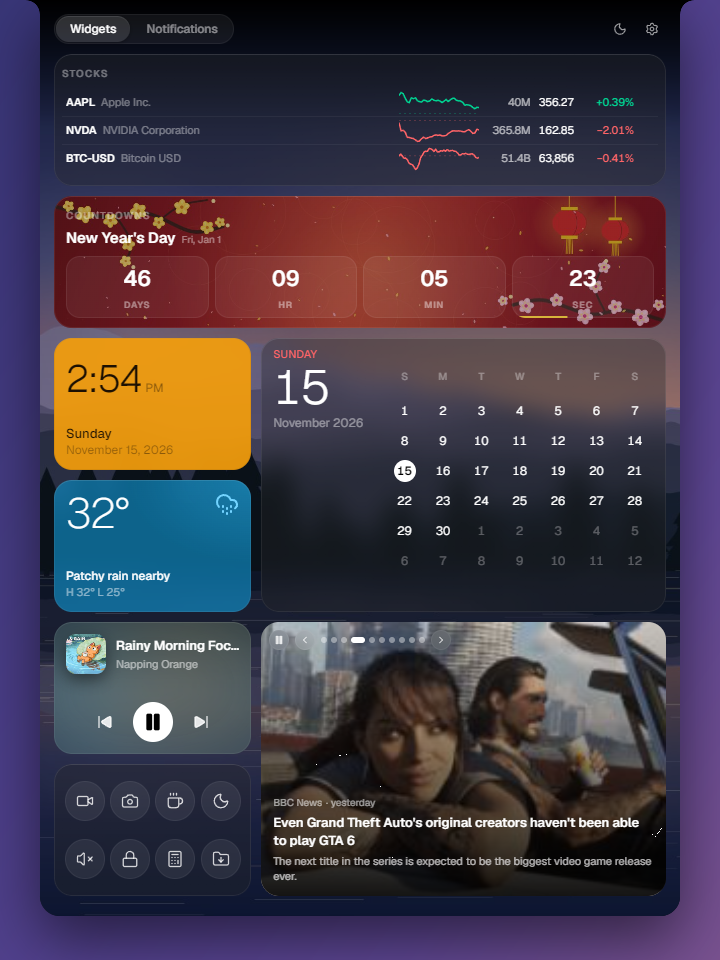 Widgets Notifications
STOCKS
AAPL Apple Inc. 40M 356.27 +0.39%
NVDA NVIDIA Corporation 365.8M 162.85 −2.01%
BTC-USD Bitcoin USD 51.4B 63,856 −0.41%
COUNTDOWNS
New Year's Day Fri, Jan 1
46 09 05 23
DAYS HR MIN SEC
2:54 PM
Sunday
November 15, 2026
SUNDAY
15
November 2026
S M T W T F S
1 2 3 4 5 6 7
8 9 10 11 12 13 14
15 16 17 18 19 20 21
22 23 24 25 26 27 28
29 30 1 2 3 4 5
6 7 8 9 10 11 12
32°
Patchy rain nearby
H 32° L 25°
Rainy Morning Foc...
Napping Orange
BBC News · yesterday
Even Grand Theft Auto's original creators haven't been able
to play GTA 6
The next title in the series is expected to be the biggest video game release
ever.